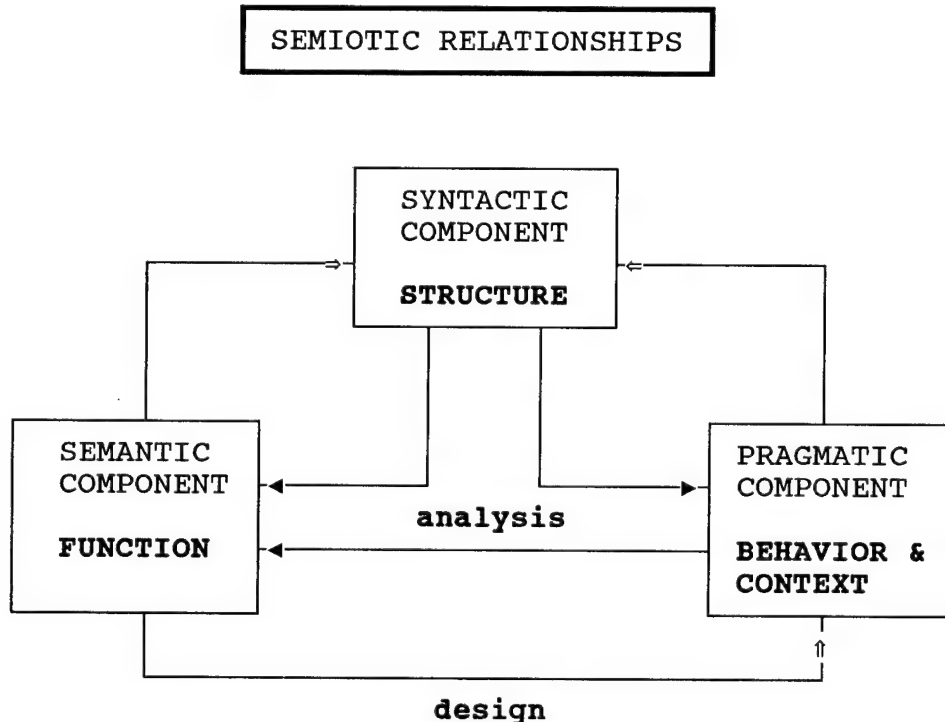 SEMIOTIC RELATIONSHIPS
SYNTACTIC
COMPONENT
STRUCTURE
SEMANTIC
COMPONENT
FUNCTION
PRAGMATIC
COMPONENT
BEHAVIOR &
CONTEXT
analysis
design